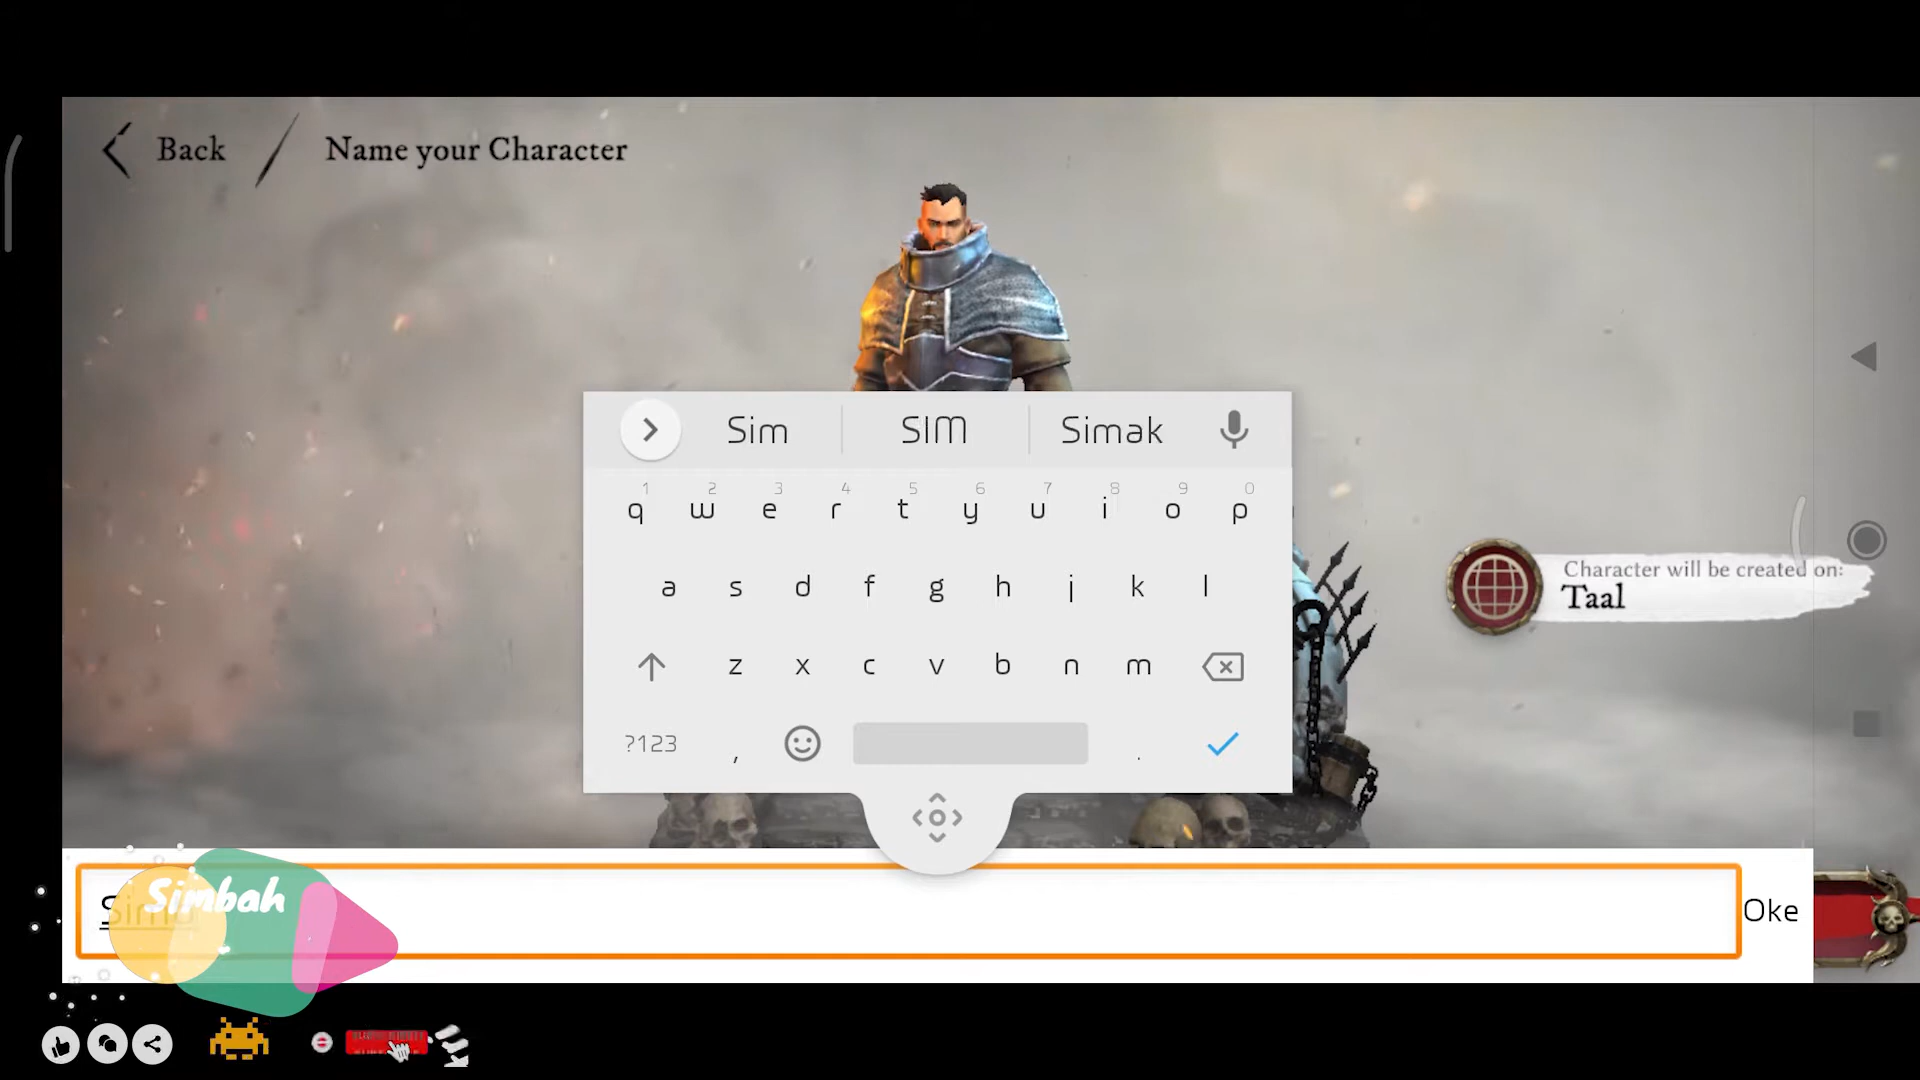 Back
Name your Character
Sim
SIM
Simak
1 2 3 4 5 6 7 8 9 0
q w e r t y u i o p
a s d f g h j k l
z x c v b n m
?123 , .
Character will be created on:
Taal
Simbah
Oke